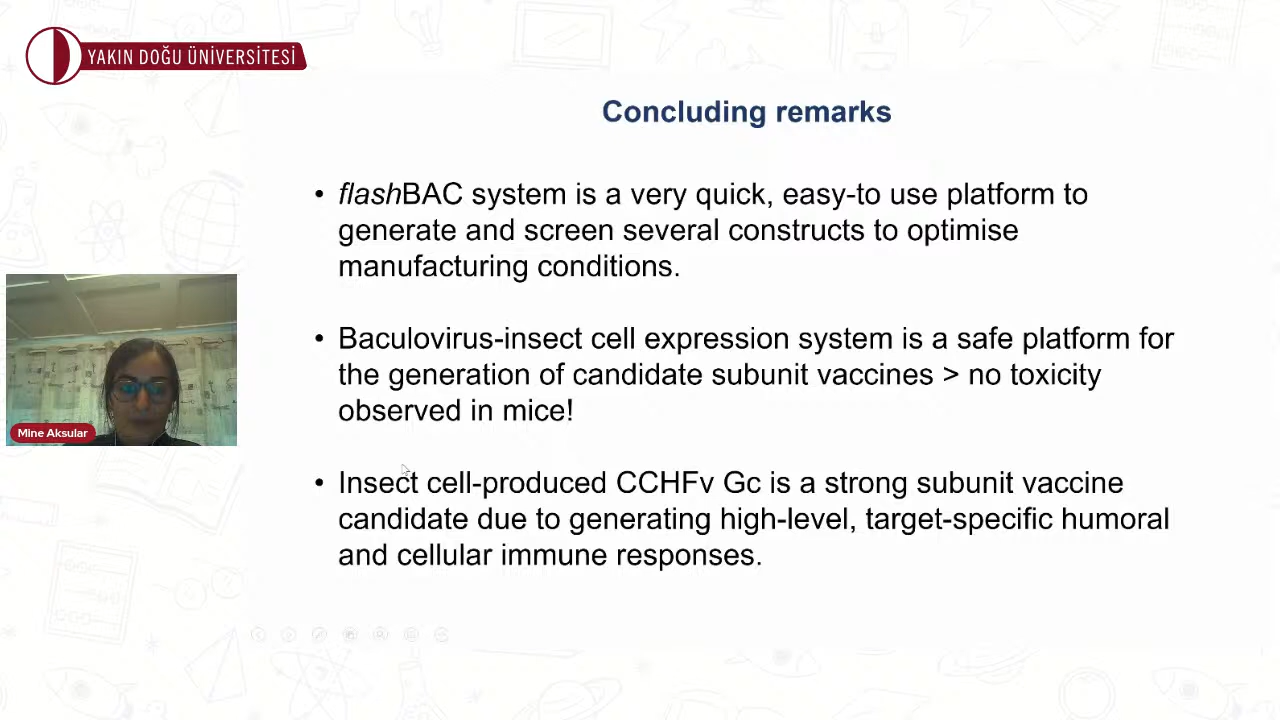 YAKIN DOĞU ÜNİVERSİTESİ
Concluding remarks
• flashBAC system is a very quick, easy-to use platform to
generate and screen several constructs to optimise
manufacturing conditions.
• Baculovirus-insect cell expression system is a safe platform for
the generation of candidate subunit vaccines > no toxicity
observed in mice!
• Insect cell-produced CCHFv Gc is a strong subunit vaccine
candidate due to generating high-level, target-specific humoral
and cellular immune responses.
Mine Aksular